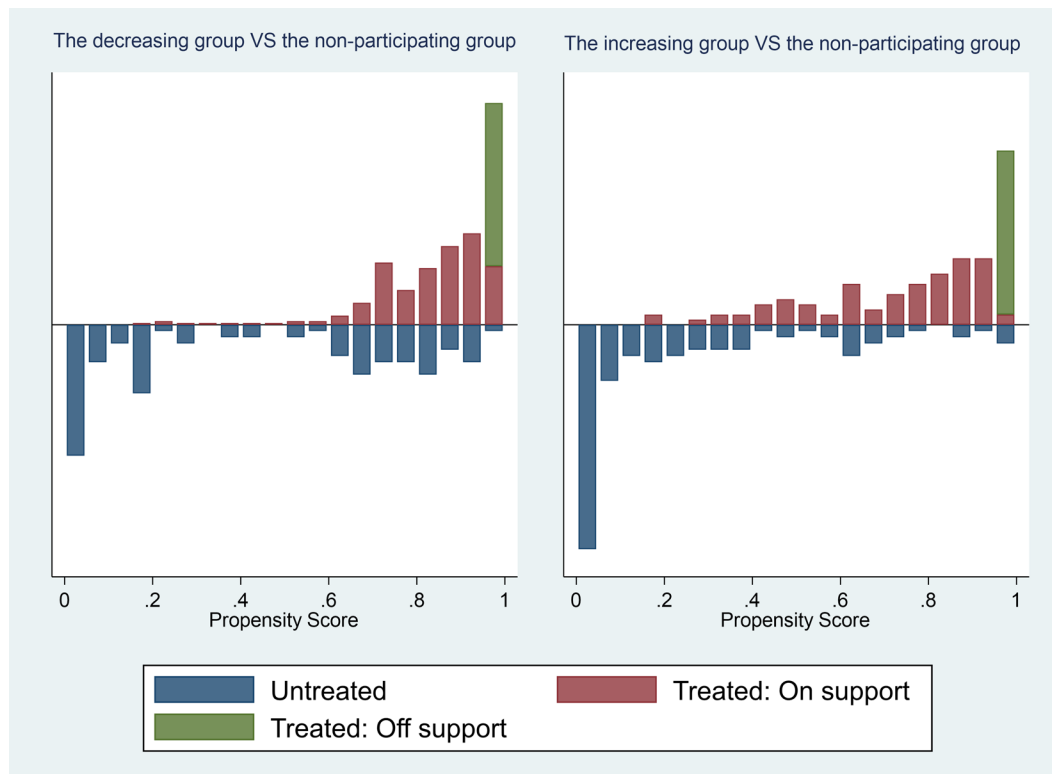 The decreasing group VS the non-participating group
The increasing group VS the non-participating group
0 .2 .4 .6 .8 1
Propensity Score
0 .2 .4 .6 .8 1
Propensity Score
Untreated
Treated: On support
Treated: Off support